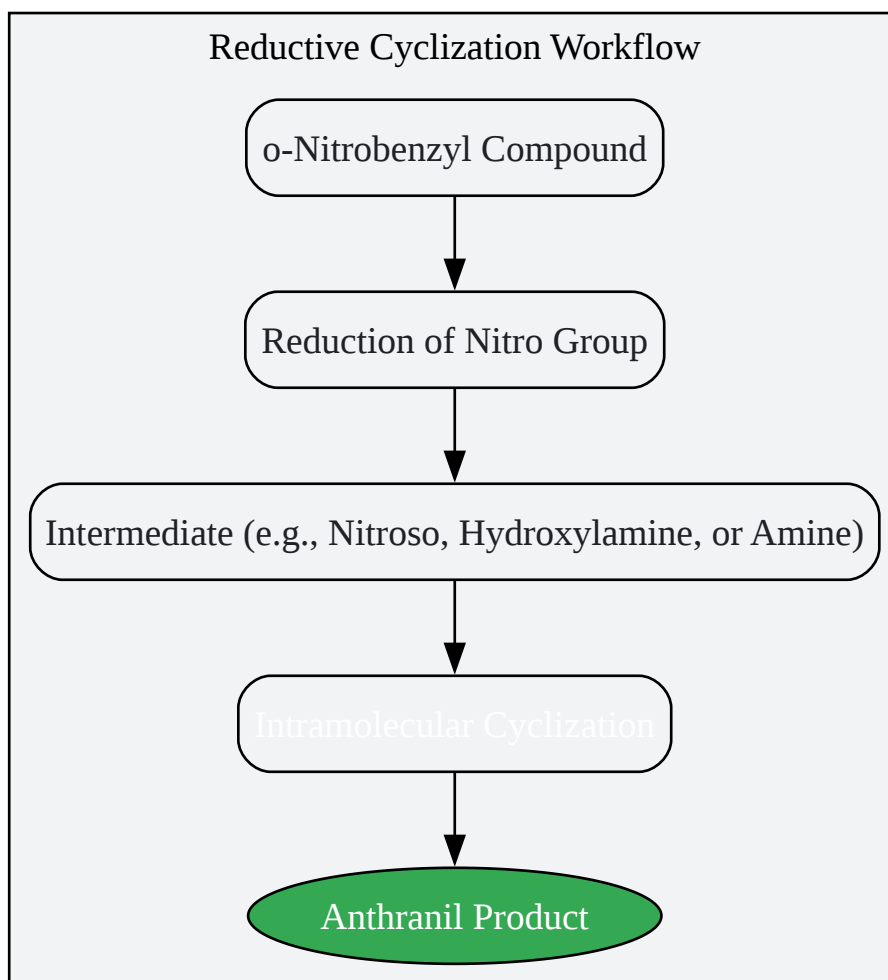 Reductive Cyclization Workflow
o-Nitrobenzyl Compound
Reduction of Nitro Group
Intermediate (e.g., Nitroso, Hydroxylamine, or Amine)
Intramolecular Cyclization
Anthranil Product